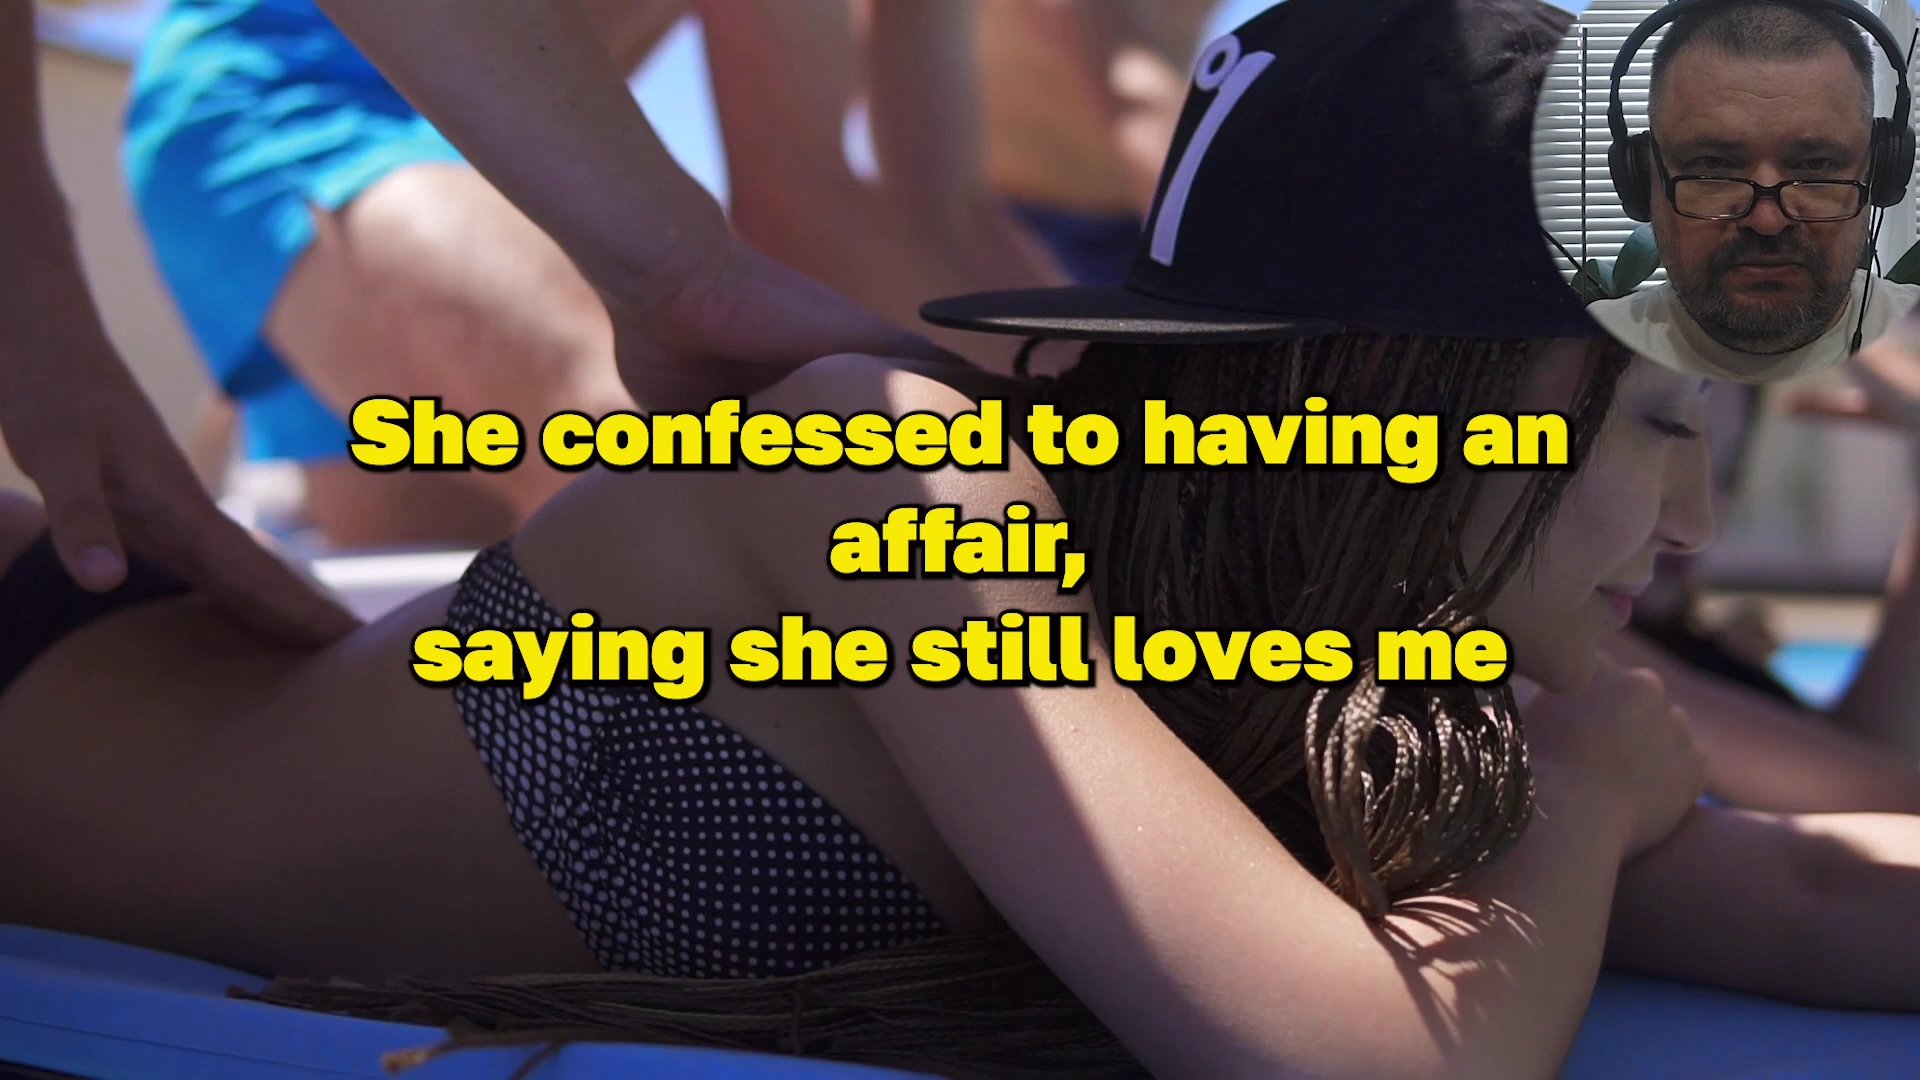 She confessed to having an
affair,
saying she still loves me